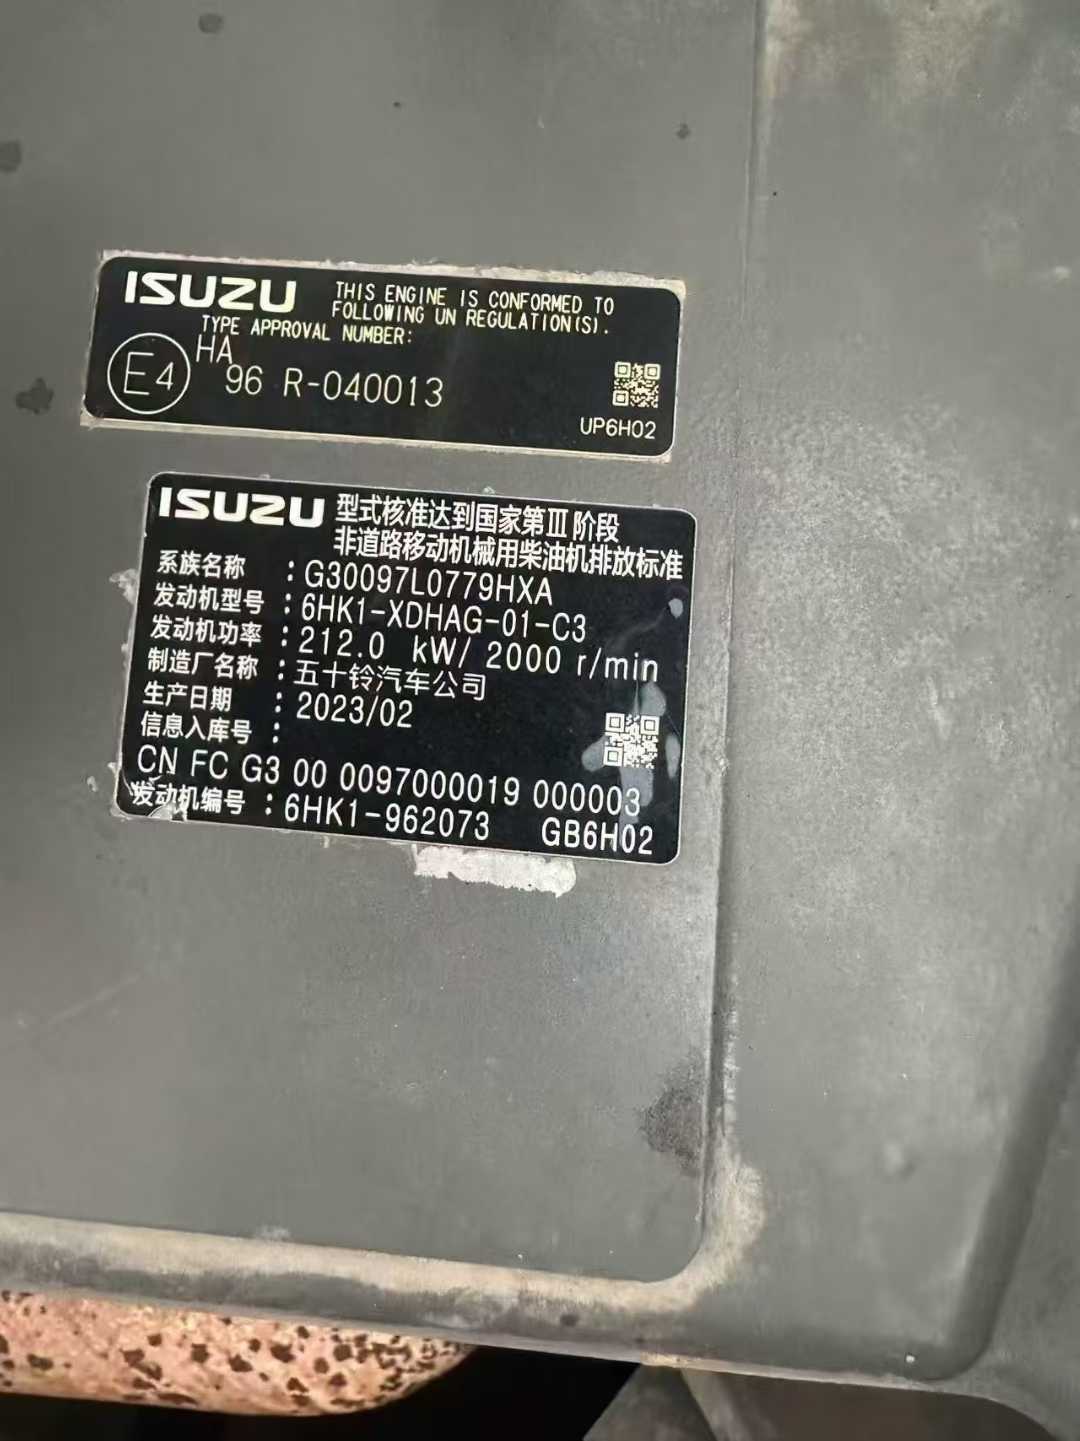 ISUZU THIS ENGINE IS CONFORMED TO
FOLLOWING UN REGULATION(S).
TYPE APPROVAL NUMBER:
E4 HA
96 R-040013
UP6H02
ISUZU 型式核准达到国家第III阶段
非道路移动机械用柴油机排放标准
系族名称 : G30097L0779HXA
发动机型号 : 6HK1-XDHAG-01-C3
发动机功率 : 212.0 kW/ 2000 r/min
制造厂名称 : 五十铃汽车公司
生产日期 : 2023/02
信息入库号 :
CN FC G3 00 0097000019 000003
发动机编号 : 6HK1-962073 GB6H02